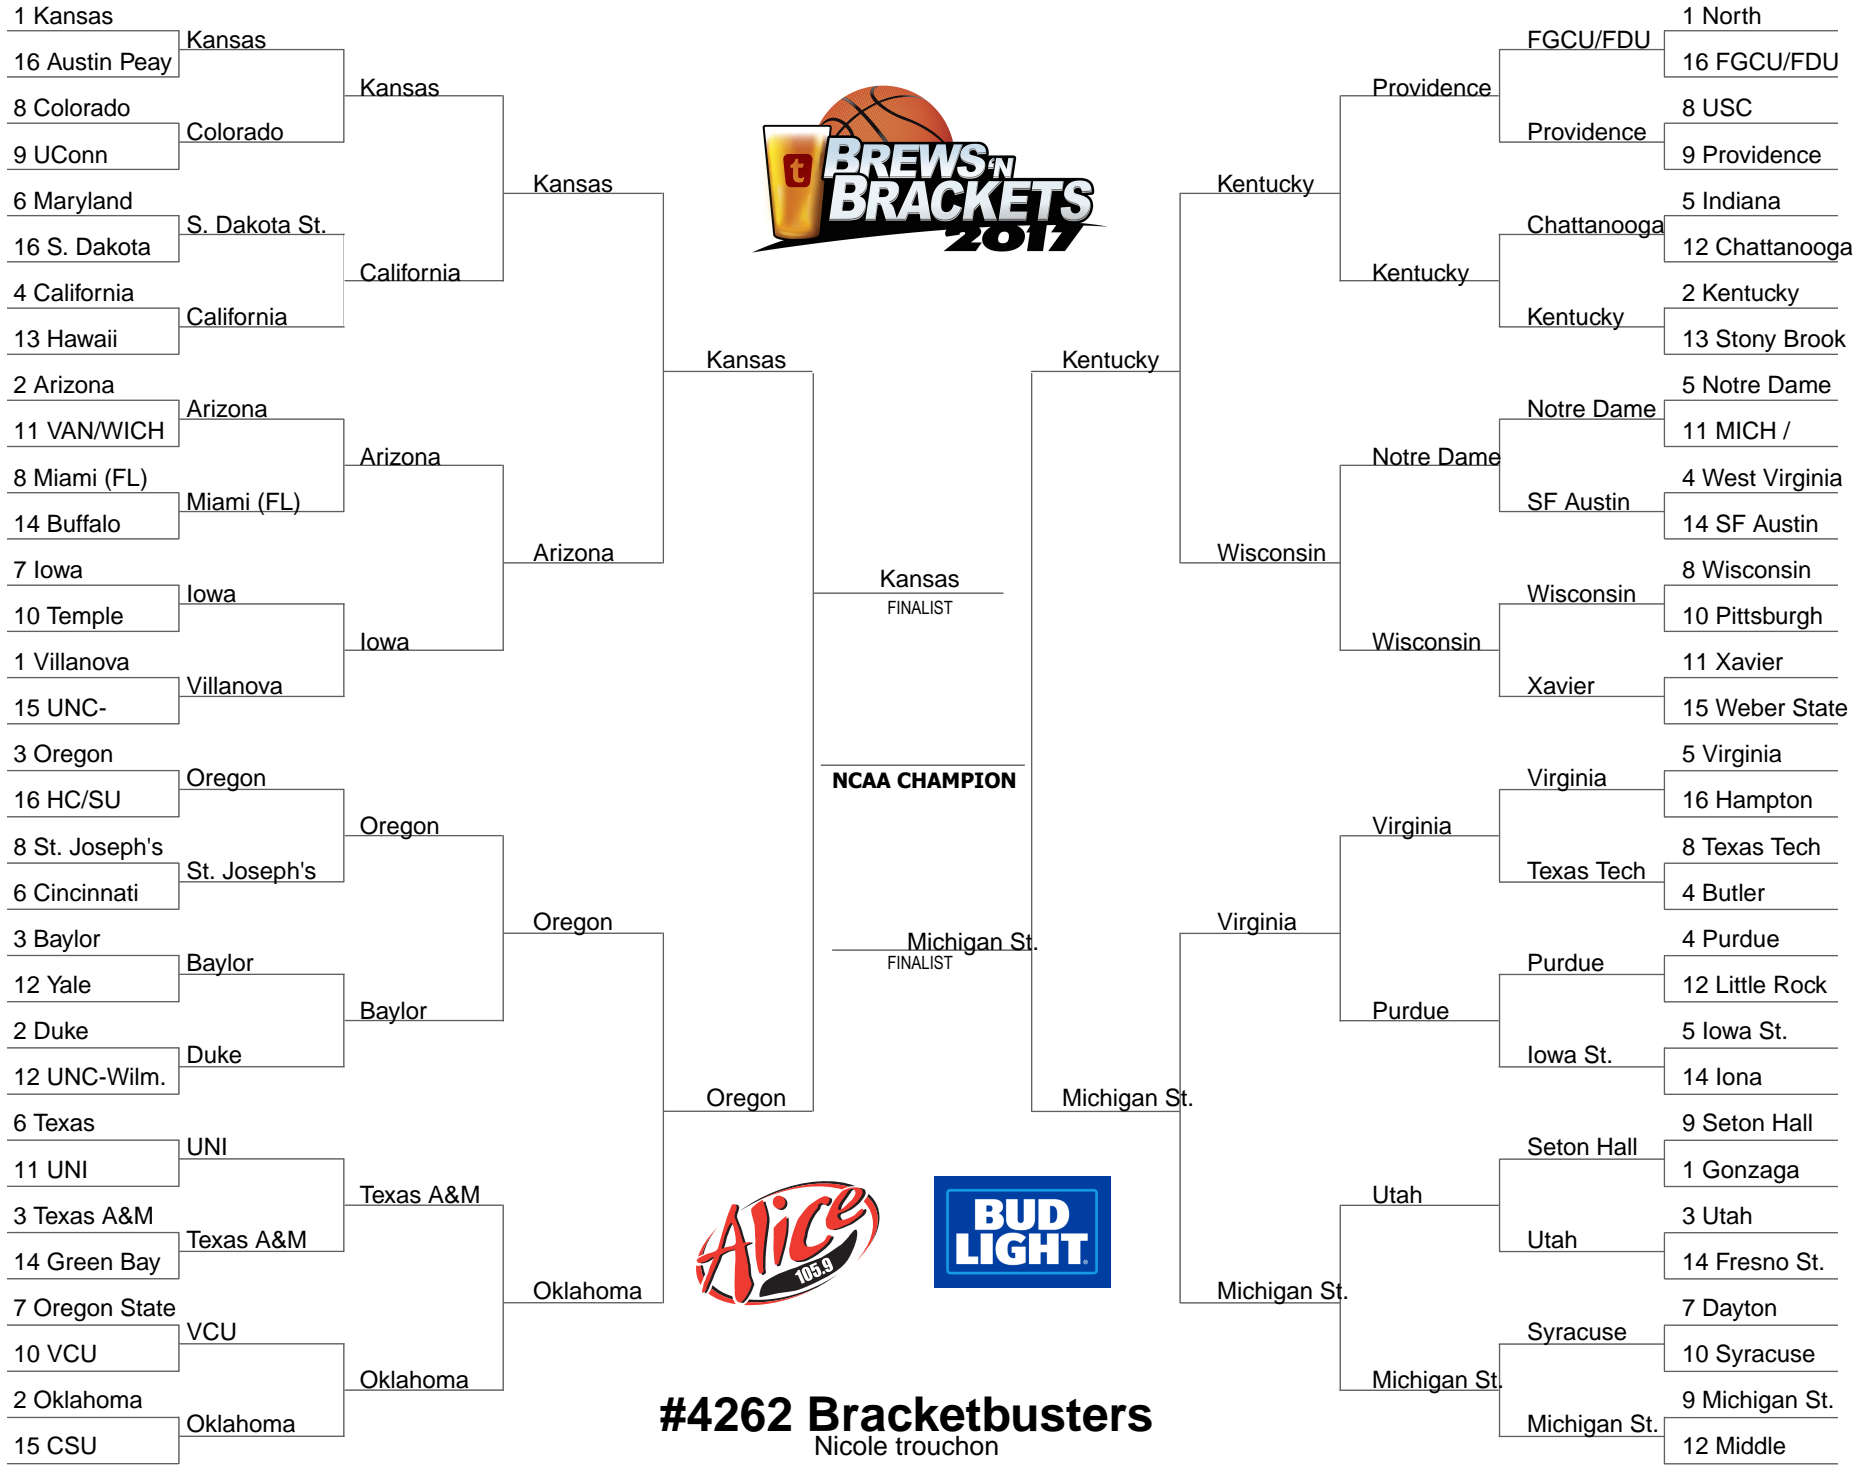 1 Kansas
16 Austin Peay
8 Colorado
9 UConn
6 Maryland
16 S. Dakota
4 California
13 Hawaii
2 Arizona
11 VAN/WICH
8 Miami (FL)
14 Buffalo
7 Iowa
10 Temple
1 Villanova
15 UNC-
3 Oregon
16 HC/SU
8 St. Joseph's
6 Cincinnati
3 Baylor
12 Yale
2 Duke
12 UNC-Wilm.
6 Texas
11 UNI
3 Texas A&M
14 Green Bay
7 Oregon State
10 VCU
2 Oklahoma
15 CSU
Kansas
Colorado
S. Dakota St.
California
Arizona
Miami (FL)
Iowa
Villanova
Oregon
St. Joseph's
Baylor
Duke
UNI
Texas A&M
VCU
Oklahoma
Kansas
California
Arizona
Iowa
Oregon
Baylor
Texas A&M
Oklahoma
Kansas
Arizona
Oregon
Oklahoma
Kansas
Oregon
t
BREWS 'N
BRACKETS
2017
Kansas
FINALIST
NCAA CHAMPION
Michigan St.
FINALIST
Alice
105.9
BUD
LIGHT
#4262 Bracketbusters
Nicole trouchon
Kentucky
Michigan St.
Kentucky
Wisconsin
Virginia
Michigan St.
Providence
Kentucky
Notre Dame
Wisconsin
Virginia
Purdue
Utah
Michigan St.
FGCU/FDU
Providence
Chattanooga
Kentucky
Notre Dame
SF Austin
Wisconsin
Xavier
Virginia
Texas Tech
Purdue
Iowa St.
Seton Hall
Utah
Syracuse
Michigan St.
1 North
16 FGCU/FDU
8 USC
9 Providence
5 Indiana
12 Chattanooga
2 Kentucky
13 Stony Brook
5 Notre Dame
11 MICH /
4 West Virginia
14 SF Austin
8 Wisconsin
10 Pittsburgh
11 Xavier
15 Weber State
5 Virginia
16 Hampton
8 Texas Tech
4 Butler
4 Purdue
12 Little Rock
5 Iowa St.
14 Iona
9 Seton Hall
1 Gonzaga
3 Utah
14 Fresno St.
7 Dayton
10 Syracuse
9 Michigan St.
12 Middle